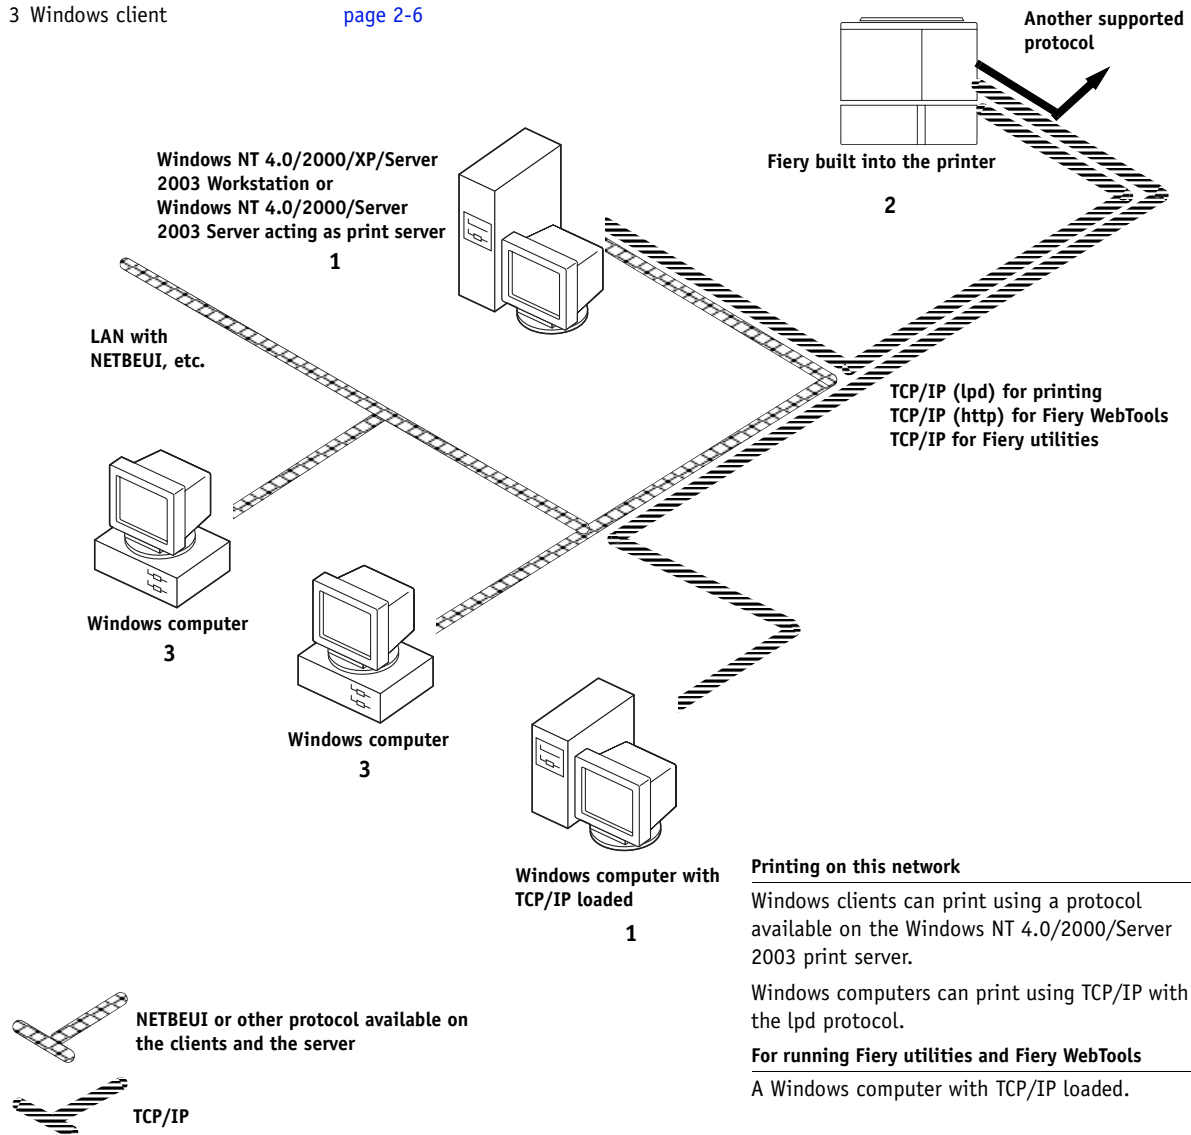 3 Windows client page 2-6
Another supported
protocol
Fiery built into the printer
2
Windows NT 4.0/2000/XP/Server
2003 Workstation or
Windows NT 4.0/2000/Server
2003 Server acting as print server
1
LAN with
NETBEUI, etc.
TCP/IP (lpd) for printing
TCP/IP (http) for Fiery WebTools
TCP/IP for Fiery utilities
Windows computer
3
Windows computer
3
Windows computer with
TCP/IP loaded
1
Printing on this network
Windows clients can print using a protocol
available on the Windows NT 4.0/2000/Server
2003 print server.
Windows computers can print using TCP/IP with
the lpd protocol.
For running Fiery utilities and Fiery WebTools
A Windows computer with TCP/IP loaded.
NETBEUI or other protocol available on
the clients and the server
TCP/IP